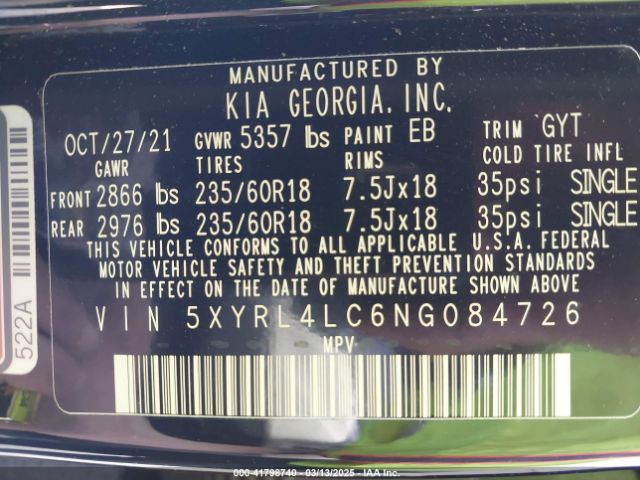 MANUFACTURED BY
KIA GEORGIA, INC.
OCT/27/21 GVWR 5357 lbs PAINT EB TRIM GYT
GAWR TIRES RIMS COLD TIRE INFL
FRONT 2866 lbs 235/60R18 7.5Jx18 35psi SINGLE
REAR 2976 lbs 235/60R18 7.5Jx18 35psi SINGLE
THIS VEHICLE CONFORMS TO ALL APPLICABLE U.S.A. FEDERAL
MOTOR VEHICLE SAFETY AND THEFT PREVENTION STANDARDS
IN EFFECT ON THE DATE OF MANUFACTURE SHOWN ABOVE.
VIN 5XYRL4LC6NG084726
MPV
522A
000-41798740 - 03/13/2025 - IAA Inc.